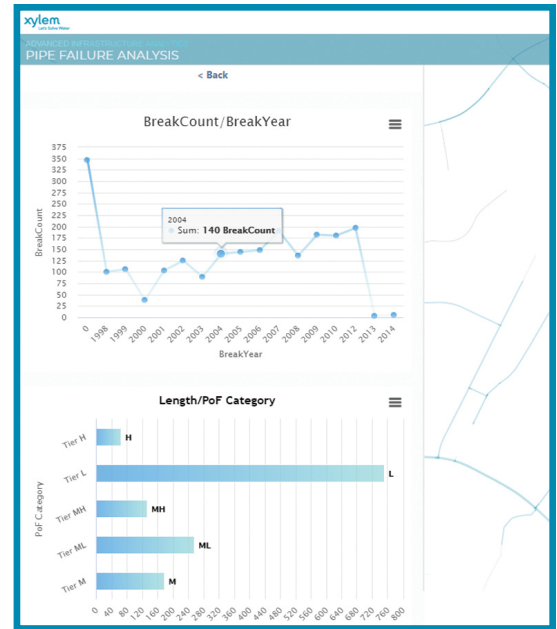 xylem
Let's Solve Water
ADVANCED INFRASTRUCTURE ANALYTICS
PIPE FAILURE ANALYSIS
< Back
BreakCount/BreakYear
375
350
325
300
275
250
225
200
175
150
125
100
75
50
25
0
BreakCount
2004
Sum: 140 BreakCount
0 1998 1999 2000 2001 2002 2003 2004 2005 2006 2007 2008 2009 2010 2012 2013 2014
BreakYear
Length/PoF Category
PoF Category
Tier H H
Tier L L
Tier MH MH
Tier ML ML
Tier M M
0 40 80 120 160 200 240 280 320 360 400 440 480 520 560 600 640 680 720 760 800